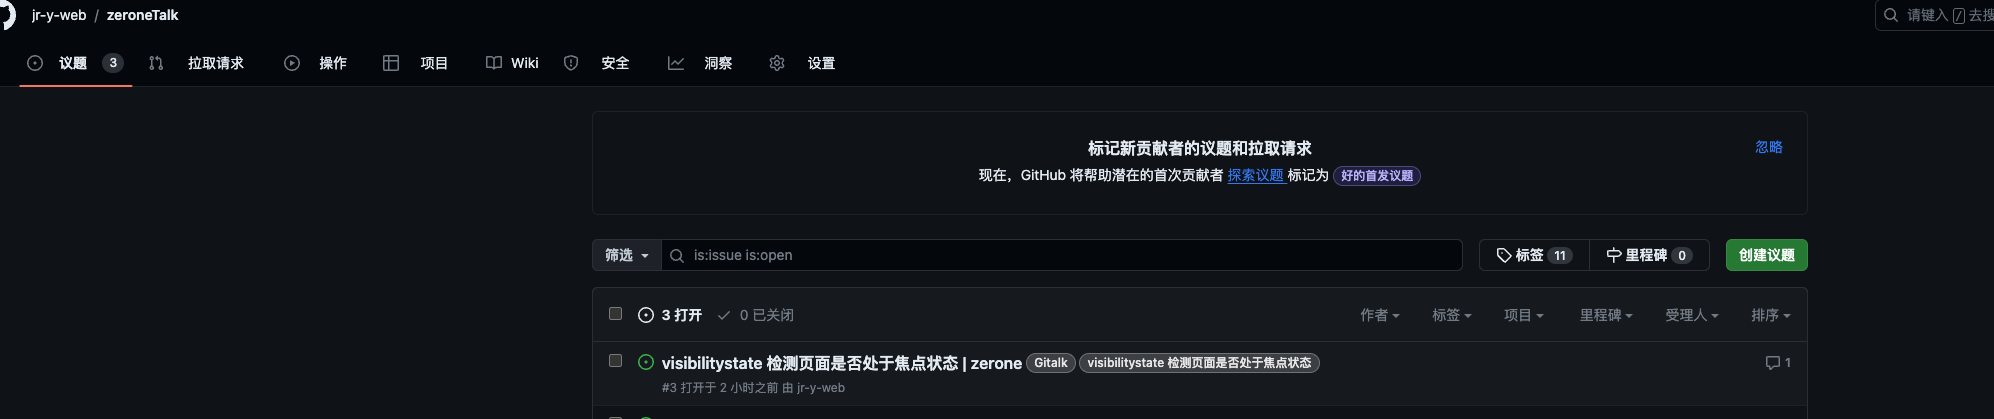 jr-y-web / zeroneTalk
请键入 / 去搜
议题 3 拉取请求 操作 项目 Wiki 安全 洞察 设置
标记新贡献者的议题和拉取请求
忽略
现在，GitHub 将帮助潜在的首次贡献者 探索议题 标记为 好的首发议题
筛选 is:issue is:open 标签 11 里程碑 0 创建议题
3 打开 0 已关闭 作者 标签 项目 里程碑 受理人 排序
visibilitystate 检测页面是否处于焦点状态 | zerone Gitalk visibilitystate 检测页面是否处于焦点状态 1
#3 打开于 2 小时之前 由 jr-y-web